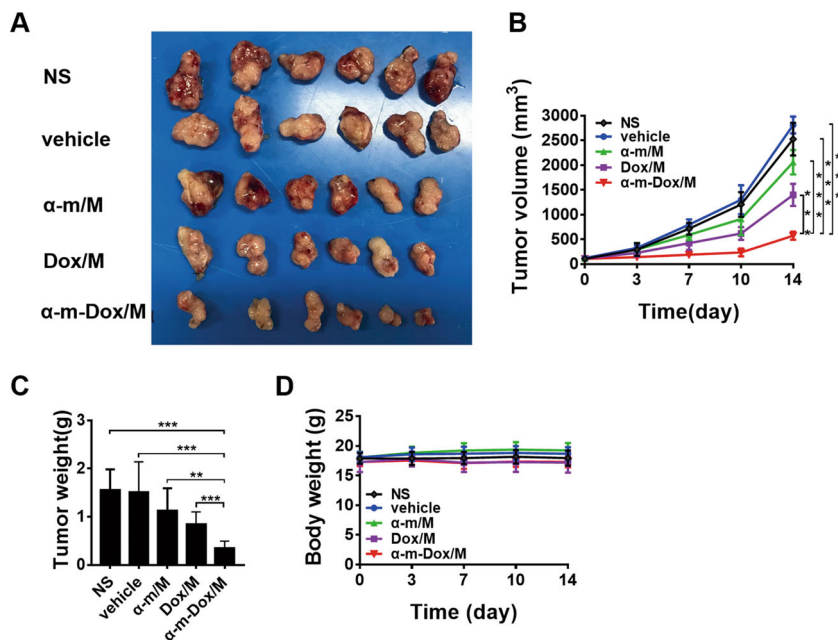 A
NS
vehicle
α-m/M
Dox/M
α-m-Dox/M
B
Tumor volume (mm³)
3000
2500
2000
1500
1000
500
0
0 3 7 10 14
Time(day)
NS
vehicle
α-m/M
Dox/M
α-m-Dox/M
C
Tumor weight(g)
3
2
1
0
***
***
**
***
NS
vehicle
α-m/M
Dox/M
α-m-Dox/M
D
Body weight (g)
25
20
15
10
5
0
0 3 7 10 14
Time (day)
NS
vehicle
α-m/M
Dox/M
α-m-Dox/M